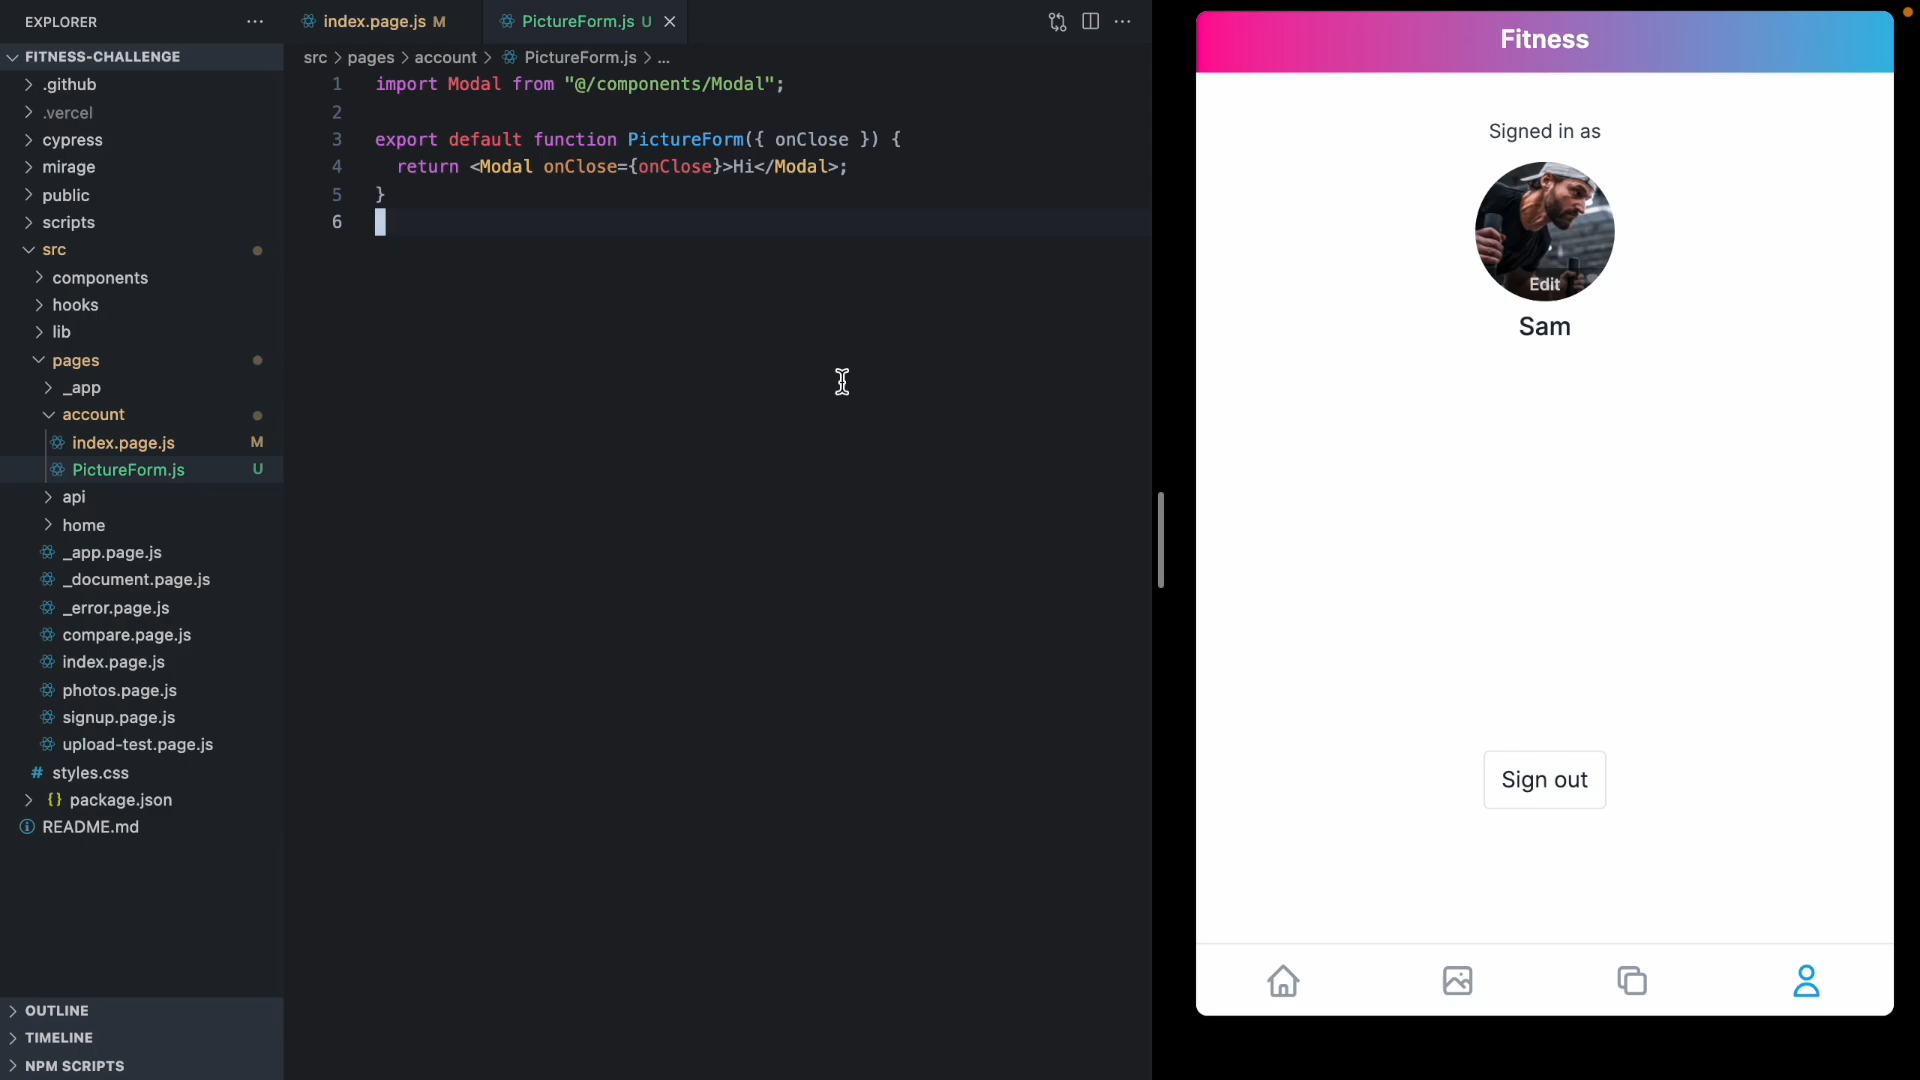 EXPLORER
FITNESS-CHALLENGE
.github
.vercel
cypress
mirage
public
scripts
src
components
hooks
lib
pages
_app
account
index.page.js M
PictureForm.js U
api
home
_app.page.js
_document.page.js
_error.page.js
compare.page.js
index.page.js
photos.page.js
signup.page.js
upload-test.page.js
# styles.css
{} package.json
README.md
OUTLINE
TIMELINE
NPM SCRIPTS
index.page.js M
PictureForm.js U
src > pages > account > PictureForm.js > ...
1 import Modal from "@/components/Modal";
2
3 export default function PictureForm({ onClose }) {
4 return <Modal onClose={onClose}>Hi</Modal>;
5 }
6
Fitness
Signed in as
Edit
Sam
Sign out